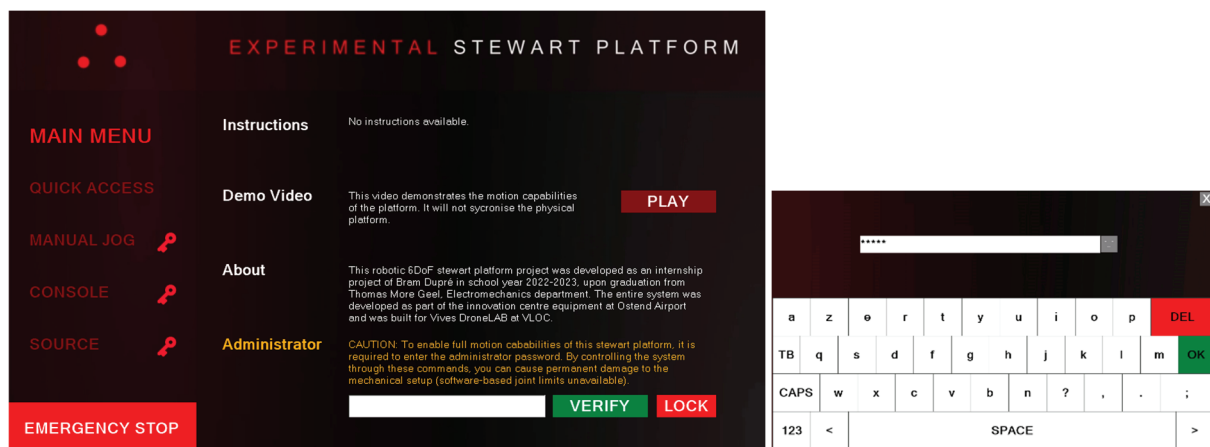 EXPERIMENTAL STEWART PLATFORM
MAIN MENU
QUICK ACCESS
MANUAL JOG
CONSOLE
SOURCE
EMERGENCY STOP
Instructions
No instructions available.
Demo Video
This video demonstrates the motion capabilities
of the platform. It will not sycronise the physical
platform.
PLAY
About
This robotic 6DoF stewart platform project was developed as an internship
project of Bram Dupré in school year 2022-2023, upon graduation from
Thomas More Geel, Electromechanics department. The entire system was
developed as part of the innovation centre equipment at Ostend Airport
and was built for Vives DroneLAB at VLOC.
Administrator
CAUTION: To enable full motion cababilities of this stewart platform, it is
required to enter the administrator password. By controlling the system
through these commands, you can cause permanent damage to the
mechanical setup (software-based joint limits unavailable).
VERIFY LOCK
X
*****
a z e r t y u i o p DEL
TB q s d f g h j k l m OK
CAPS w x c v b n ? , . ;
123 < SPACE >